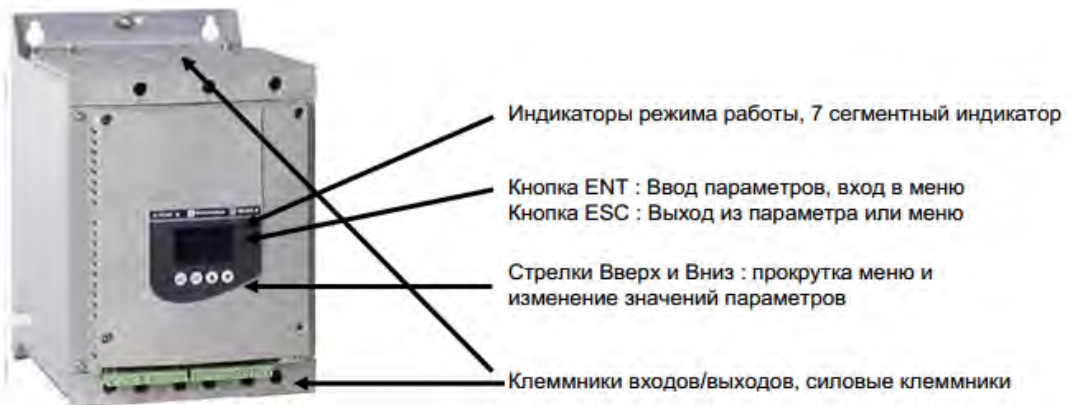 Индикаторы режима работы, 7 сегментный индикатор
Кнопка ENT : Ввод параметров, вход в меню
Кнопка ESC : Выход из параметра или меню
Стрелки Вверх и Вниз : прокрутка меню и
изменение значений параметров
Клеммники входов/выходов, силовые клеммники